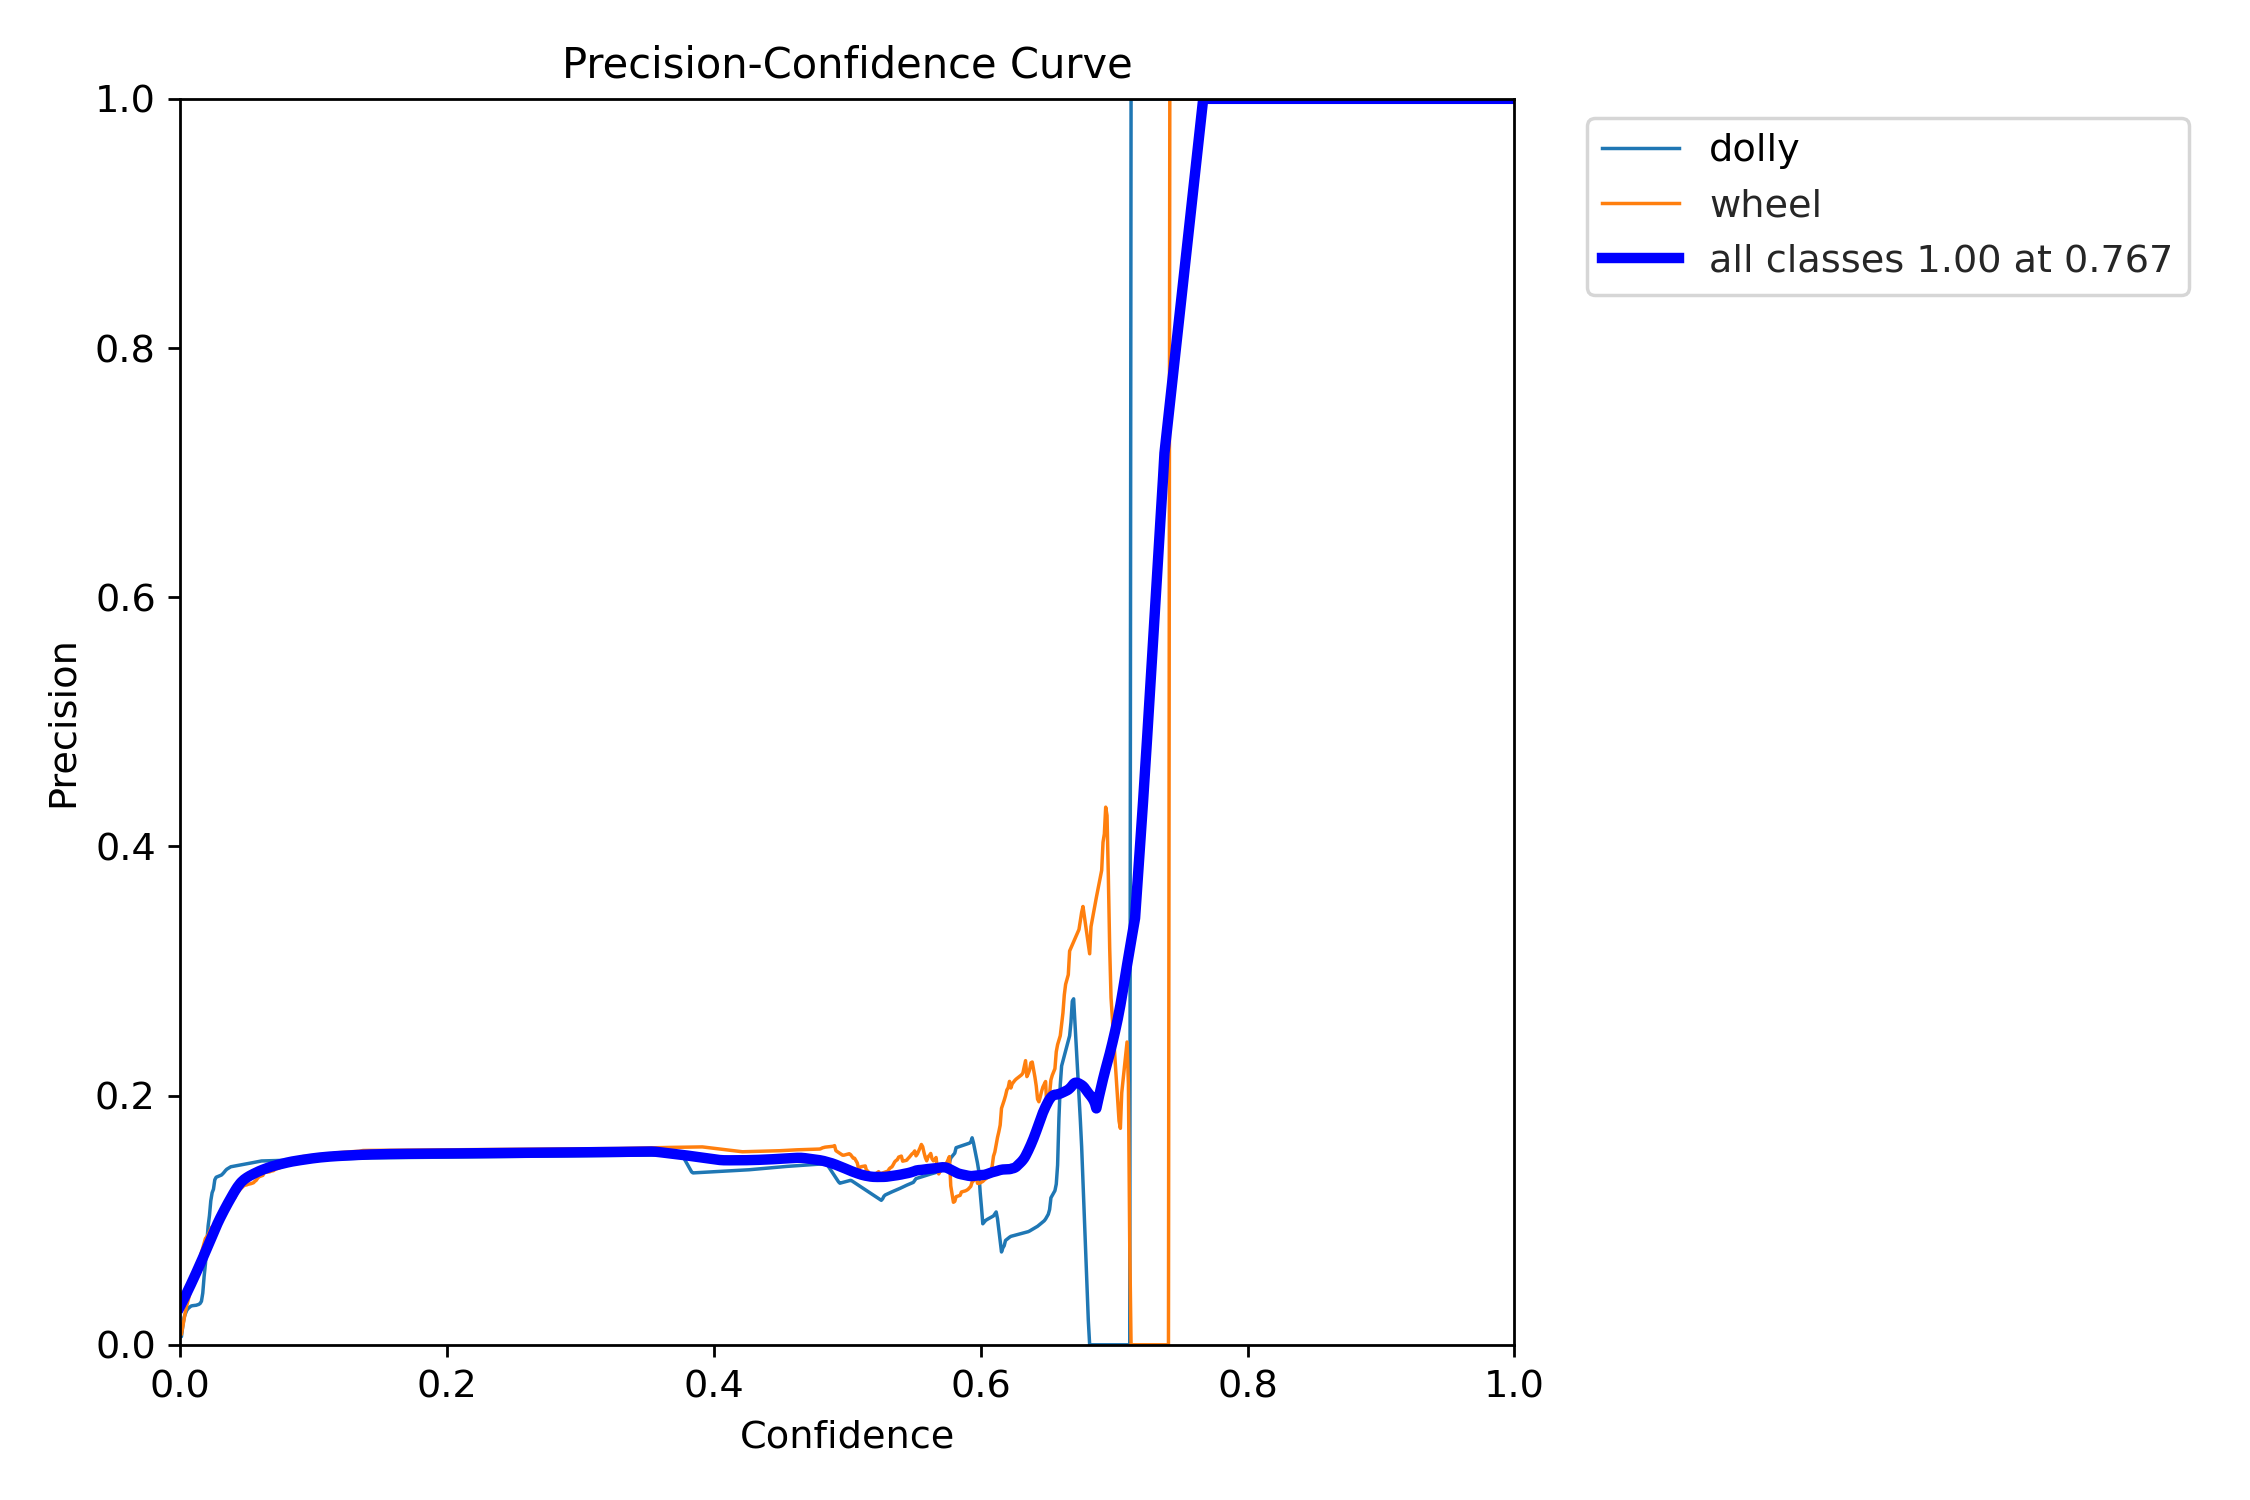 Precision-Confidence Curve
1.0
0.8
0.6
0.4
0.2
0.0
Precision
0.0 0.2 0.4 0.6 0.8 1.0
Confidence
dolly
wheel
all classes 1.00 at 0.767